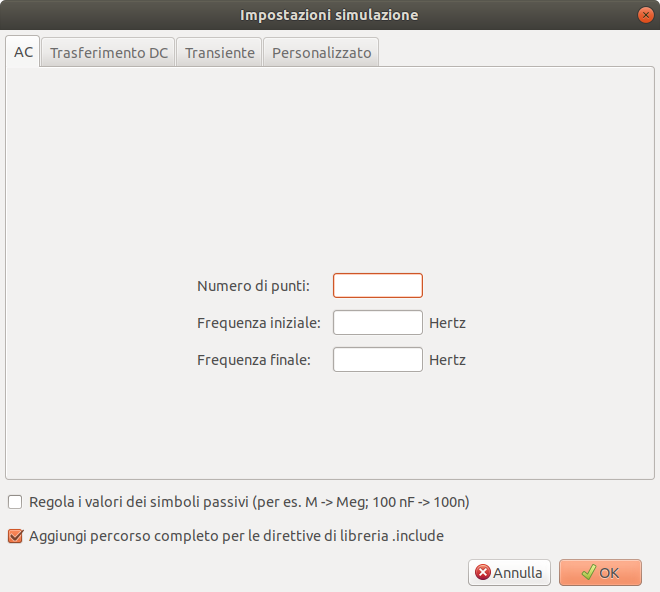 Impostazioni simulazione
AC Trasferimento DC Transiente Personalizzato
Numero di punti:
Frequenza iniziale: Hertz
Frequenza finale: Hertz
Regola i valori dei simboli passivi (per es. M -> Meg; 100 nF -> 100n)
Aggiungi percorso completo per le direttive di libreria .include
Annulla OK